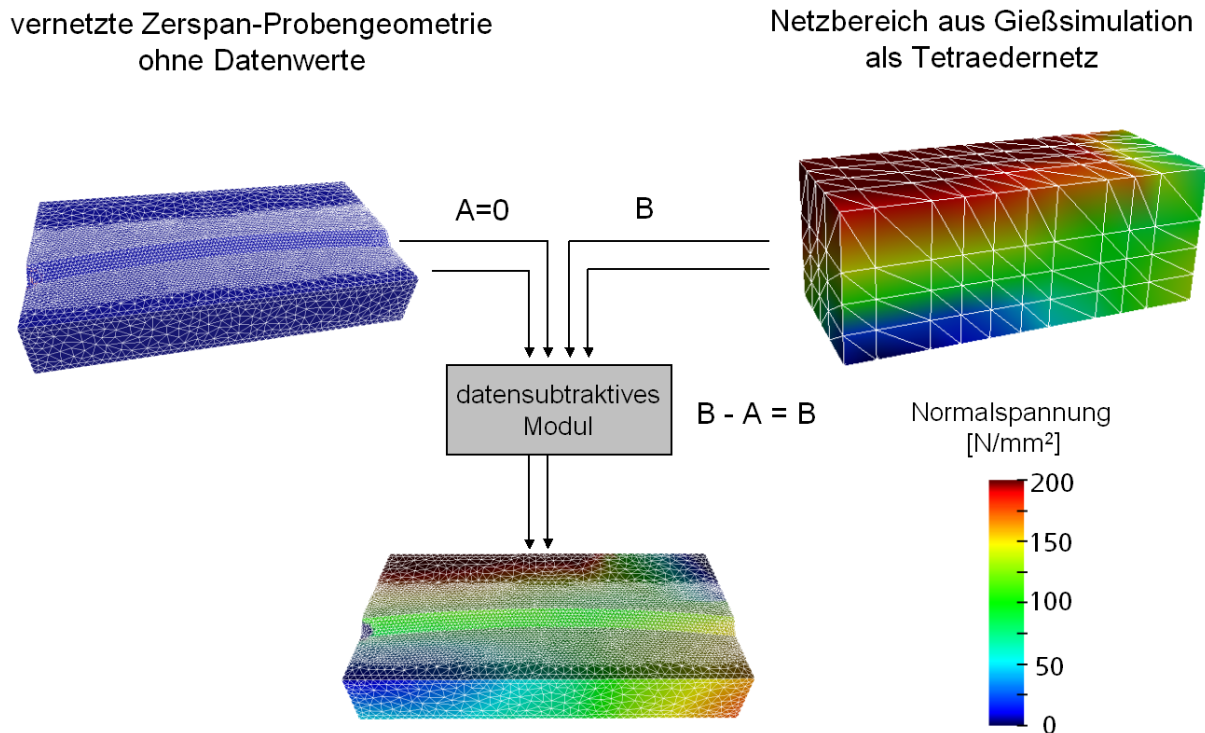 vernetzte Zerspan-Probengeometrie
ohne Datenwerte
Netzbereich aus Gießsimulation
als Tetraedernetz
A=0
B
datensubtraktives
Modul
B - A = B
Normalspannung
[N/mm²]
200
150
100
50
0